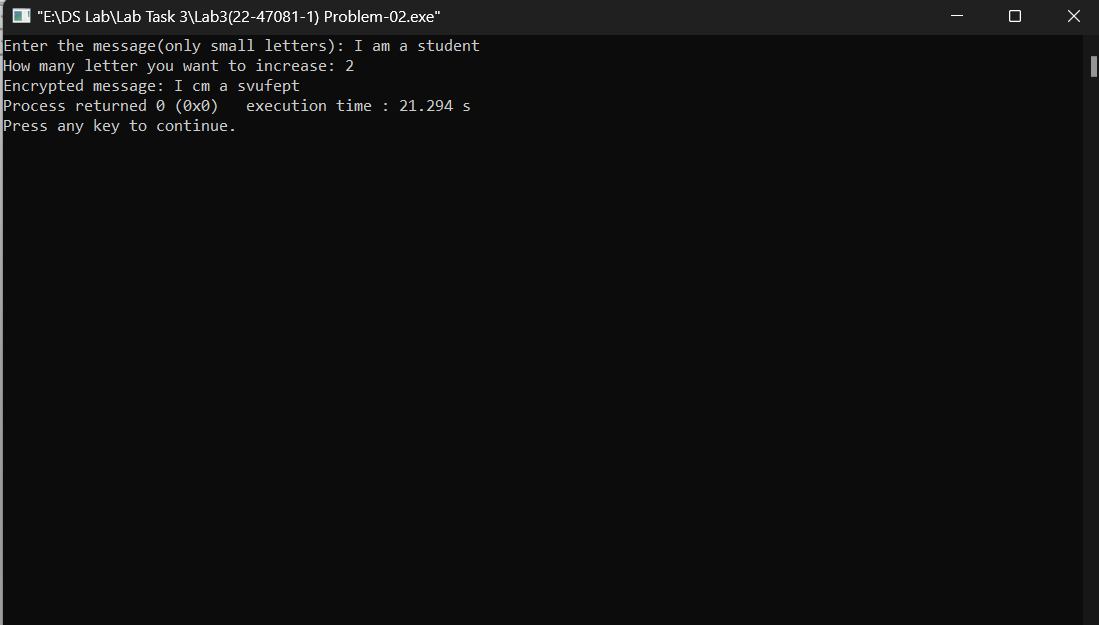 "E:\DS Lab\Lab Task 3\Lab3(22-47081-1) Problem-02.exe"
Enter the message(only small letters): I am a student
How many letter you want to increase: 2
Encrypted message: I cm a svufept
Process returned 0 (0x0)   execution time : 21.294 s
Press any key to continue.